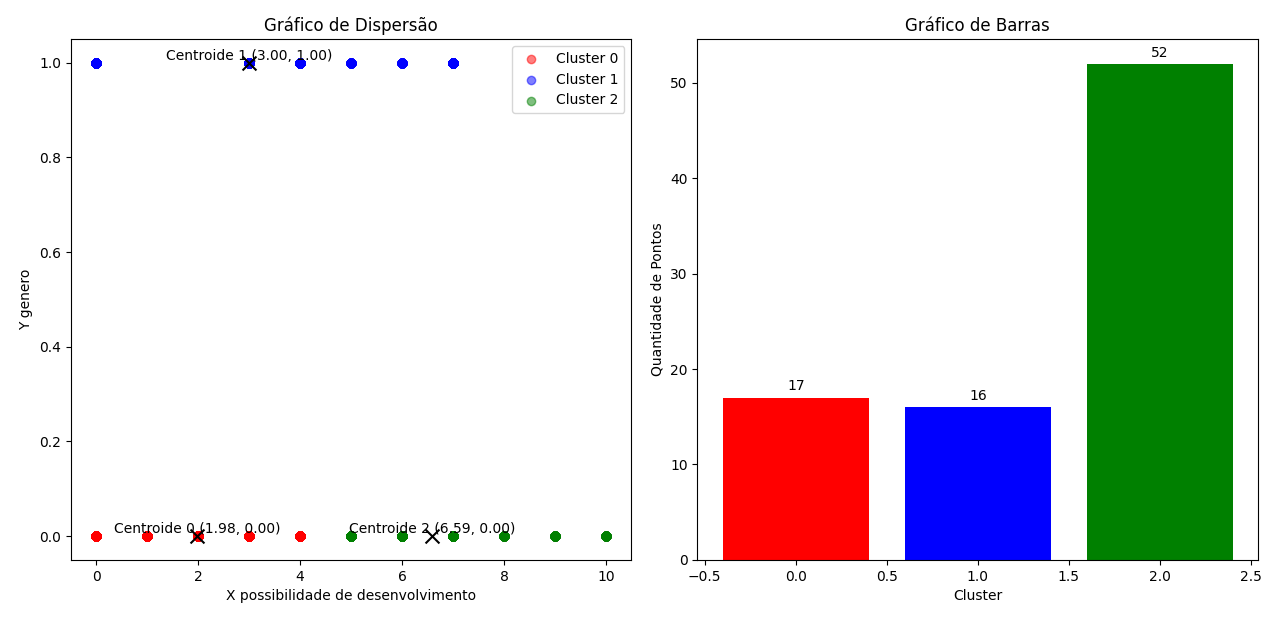 Gráfico de Dispersão
Centroide 1 (3.00, 1.00)
Cluster 0
Cluster 1
Cluster 2
1.0
0.8
0.6
0.4
0.2
0.0
Y genero
Centroide 0 (1.98, 0.00)
Centroide 2 (6.59, 0.00)
0 2 4 6 8 10
X possibilidade de desenvolvimento
Gráfico de Barras
52
17
16
50
40
30
20
10
0
Quantidade de Pontos
−0.5 0.0 0.5 1.0 1.5 2.0 2.5
Cluster